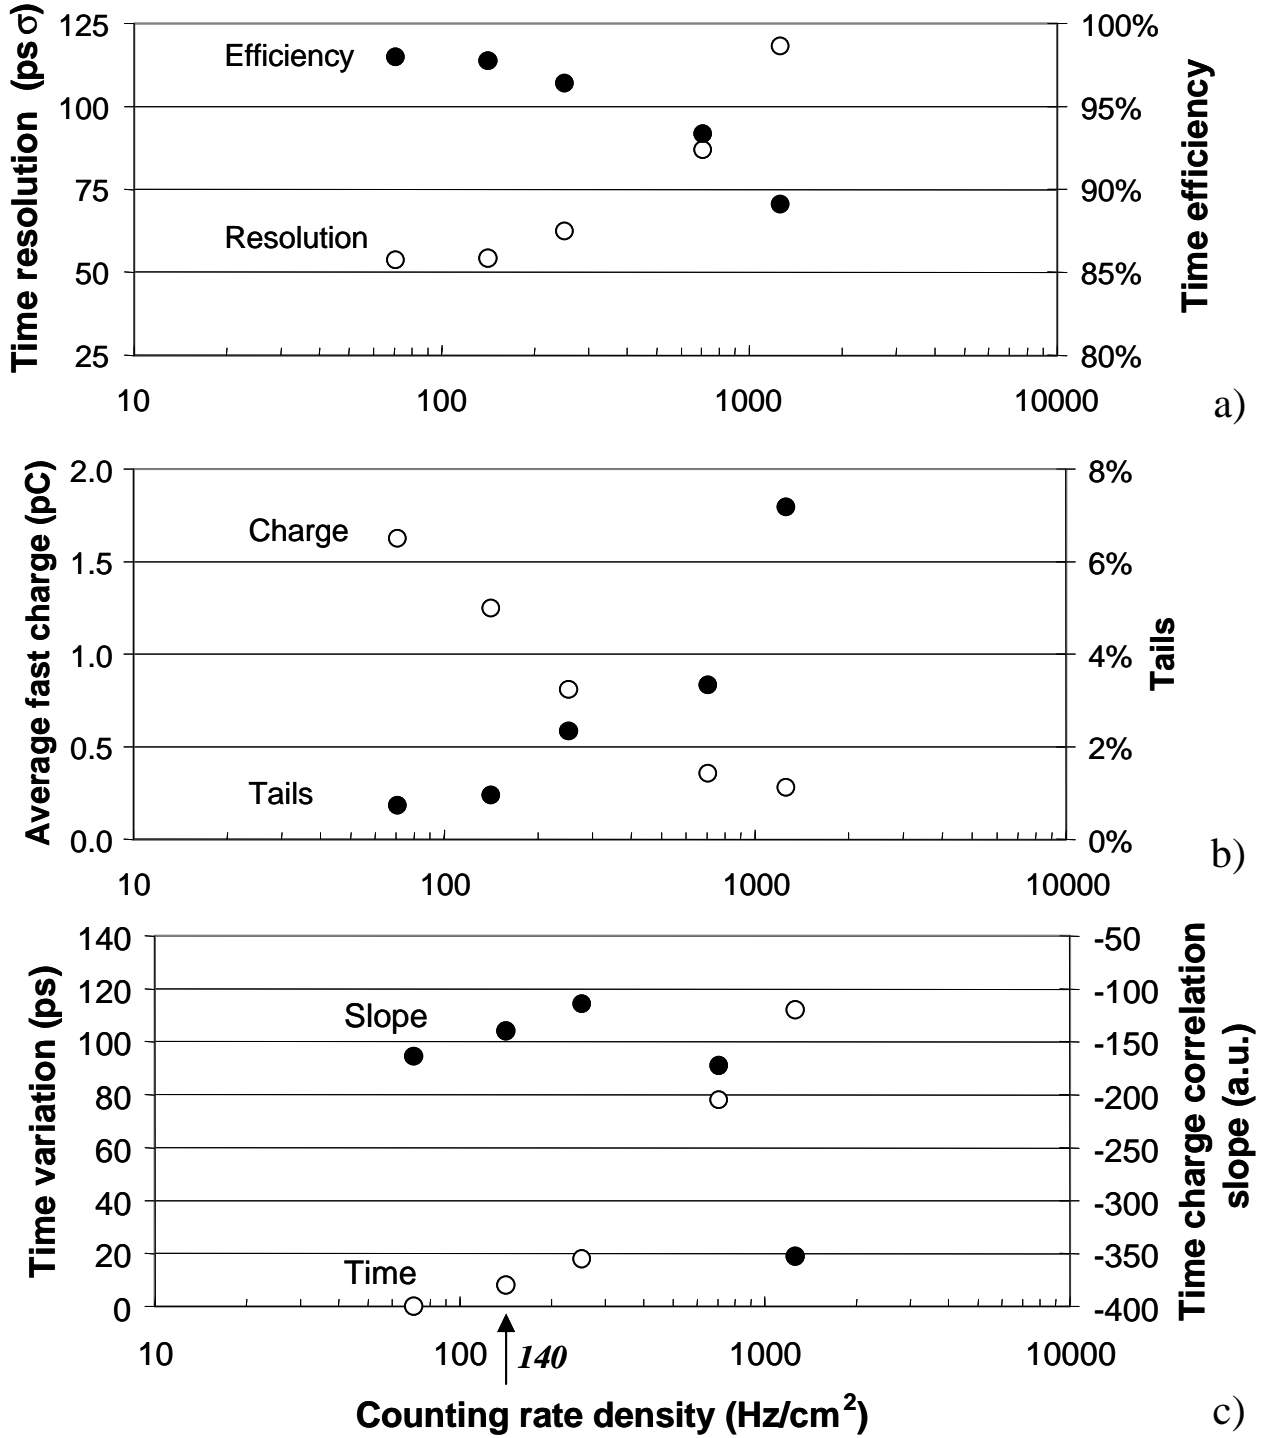 Time resolution (ps σ)
125
100
75
50
25
Efficiency
Resolution
100%
95%
90%
85%
80%
Time efficiency
10 100 1000 10000
a)
Average fast charge (pC)
2.0
1.5
1.0
0.5
0.0
Charge
Tails
8%
6%
4%
2%
0%
Tails
10 100 1000 10000
b)
Time variation (ps)
140
120
100
80
60
40
20
0
Slope
Time
-50
-100
-150
-200
-250
-300
-350
-400
Time charge correlation
slope (a.u.)
10 100 140 1000 10000
Counting rate density (Hz/cm²)
c)